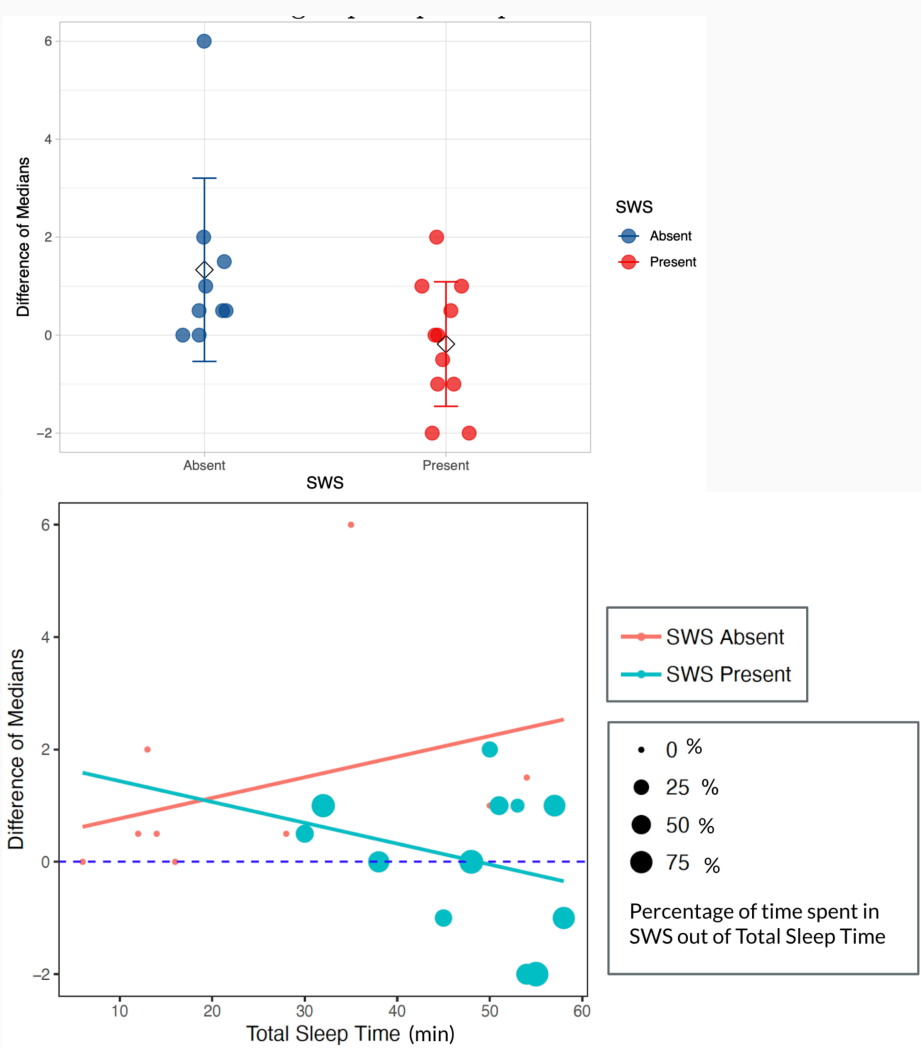 6
4
2
0
−2
Difference of Medians
Absent
Present
SWS
SWS
Absent
Present
6
4
2
0
−2
Difference of Medians
10
20
30
40
50
60
Total Sleep Time (min)
SWS Absent
SWS Present
0 %
25 %
50 %
75 %
Percentage of time spent in
SWS out of Total Sleep Time